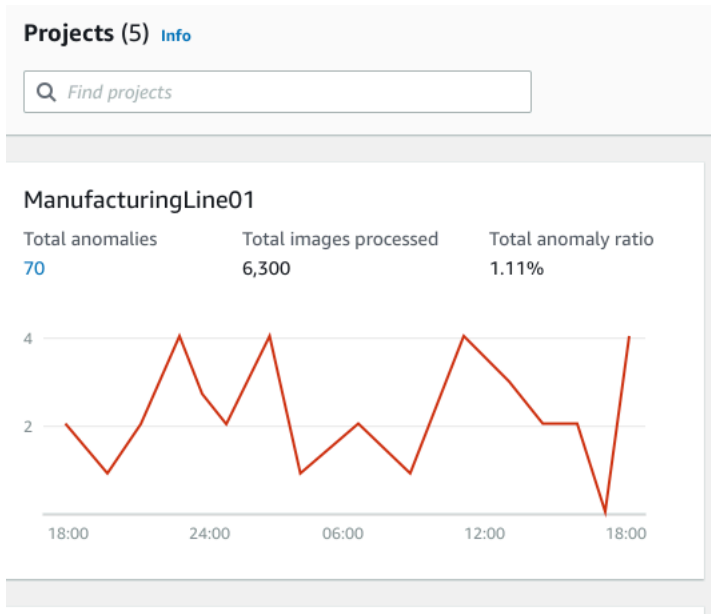 Projects (5) Info
Find projects
ManufacturingLine01
Total anomalies Total images processed Total anomaly ratio
70 6,300 1.11%
4
2
18:00 24:00 06:00 12:00 18:00